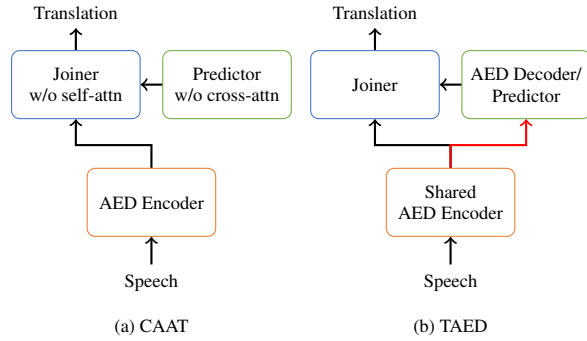 Translation
Joiner
w/o self-attn
Predictor
w/o cross-attn
AED Encoder
Speech
(a) CAAT
Translation
Joiner
AED Decoder/
Predictor
Shared
AED Encoder
Speech
(b) TAED